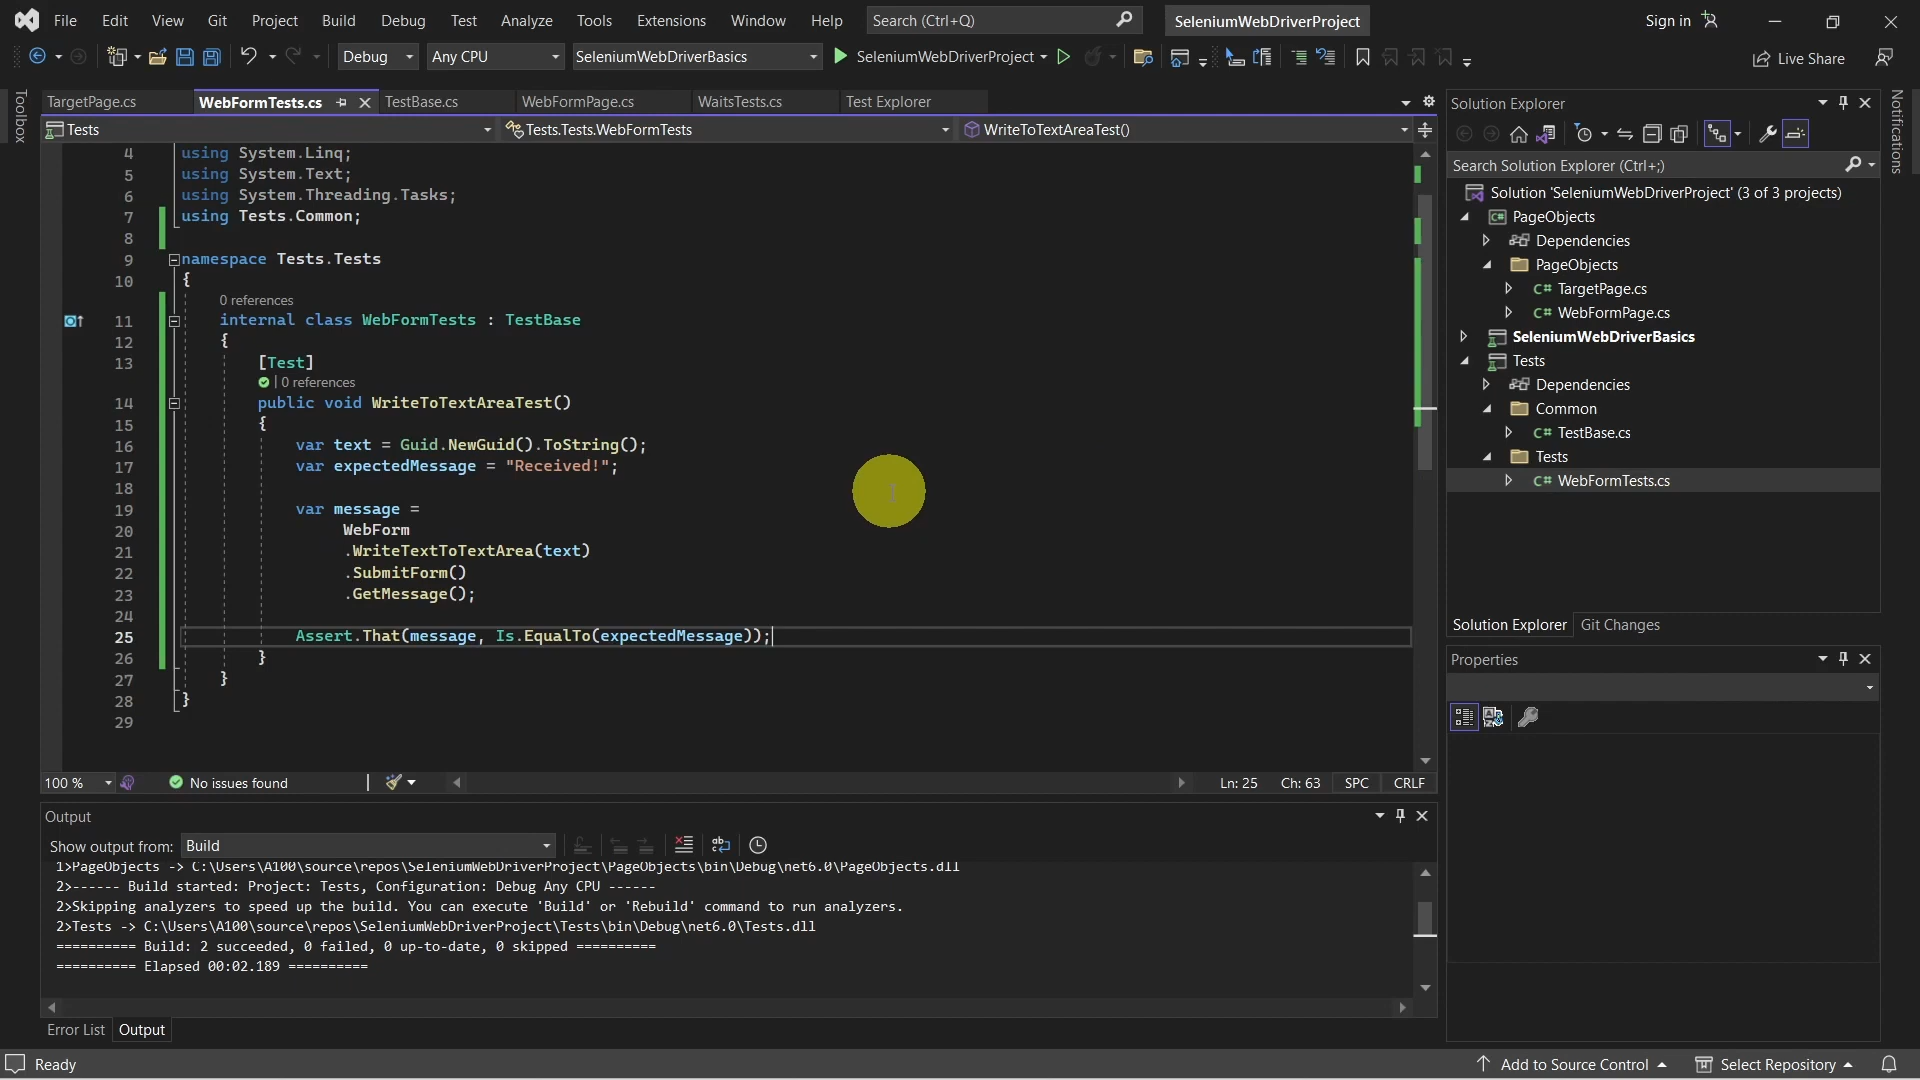 File Edit View Git Project Build Debug Test Analyze Tools Extensions Window Help Search (Ctrl+Q) SeleniumWebDriverProject Sign in
Debug Any CPU SeleniumWebDriverBasics SeleniumWebDriverProject Live Share
Toolbox
TargetPage.cs WebFormTests.cs TestBase.cs WebFormPage.cs WaitsTests.cs Test Explorer
Tests Tests.Tests.WebFormTests WriteToTextAreaTest()
4 using System.Linq;
5 using System.Text;
6 using System.Threading.Tasks;
7 using Tests.Common;
8
9 namespace Tests.Tests
10 {
0 references
11 internal class WebFormTests : TestBase
12 {
13 [Test]
| 0 references
14 public void WriteToTextAreaTest()
15 {
16 var text = Guid.NewGuid().ToString();
17 var expectedMessage = "Received!";
18
19 var message =
20 WebForm
21 .WriteTextToTextArea(text)
22 .SubmitForm()
23 .GetMessage();
24
25 Assert.That(message, Is.EqualTo(expectedMessage));
26 }
27 }
28 }
29
100 % No issues found Ln: 25 Ch: 63 SPC CRLF
Output
Show output from: Build
1>PageObjects -> C:\Users\A100\source\repos\SeleniumWebDriverProject\PageObjects\bin\Debug\net6.0\PageObjects.dll
2>------ Build started: Project: Tests, Configuration: Debug Any CPU ------
2>Skipping analyzers to speed up the build. You can execute 'Build' or 'Rebuild' command to run analyzers.
2>Tests -> C:\Users\A100\source\repos\SeleniumWebDriverProject\Tests\bin\Debug\net6.0\Tests.dll
========== Build: 2 succeeded, 0 failed, 0 up-to-date, 0 skipped ==========
========== Elapsed 00:02.189 ==========
Error List Output
Solution Explorer
Search Solution Explorer (Ctrl+;)
Solution 'SeleniumWebDriverProject' (3 of 3 projects)
C# PageObjects
Dependencies
PageObjects
C# TargetPage.cs
C# WebFormPage.cs
SeleniumWebDriverBasics
Tests
Dependencies
Common
C# TestBase.cs
Tests
C# WebFormTests.cs
Solution Explorer Git Changes
Properties
Notifications
Ready Add to Source Control Select Repository